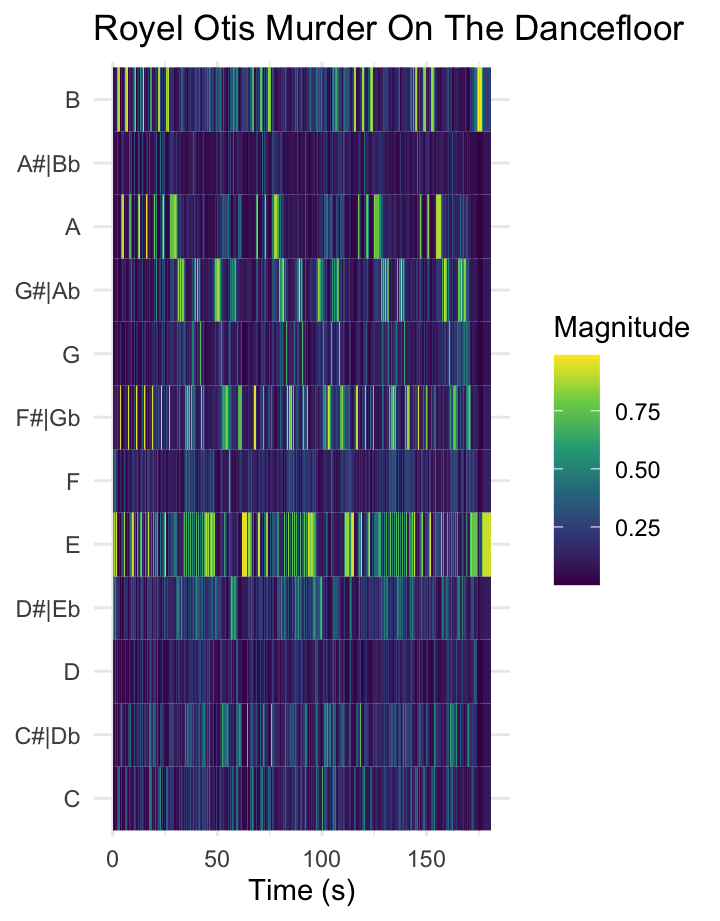 Royel Otis Murder On The Dancefloor
B
A#|Bb
A
G#|Ab
G
F#|Gb
F
E
D#|Eb
D
C#|Db
C
0 50 100 150
Time (s)
Magnitude
0.75
0.50
0.25